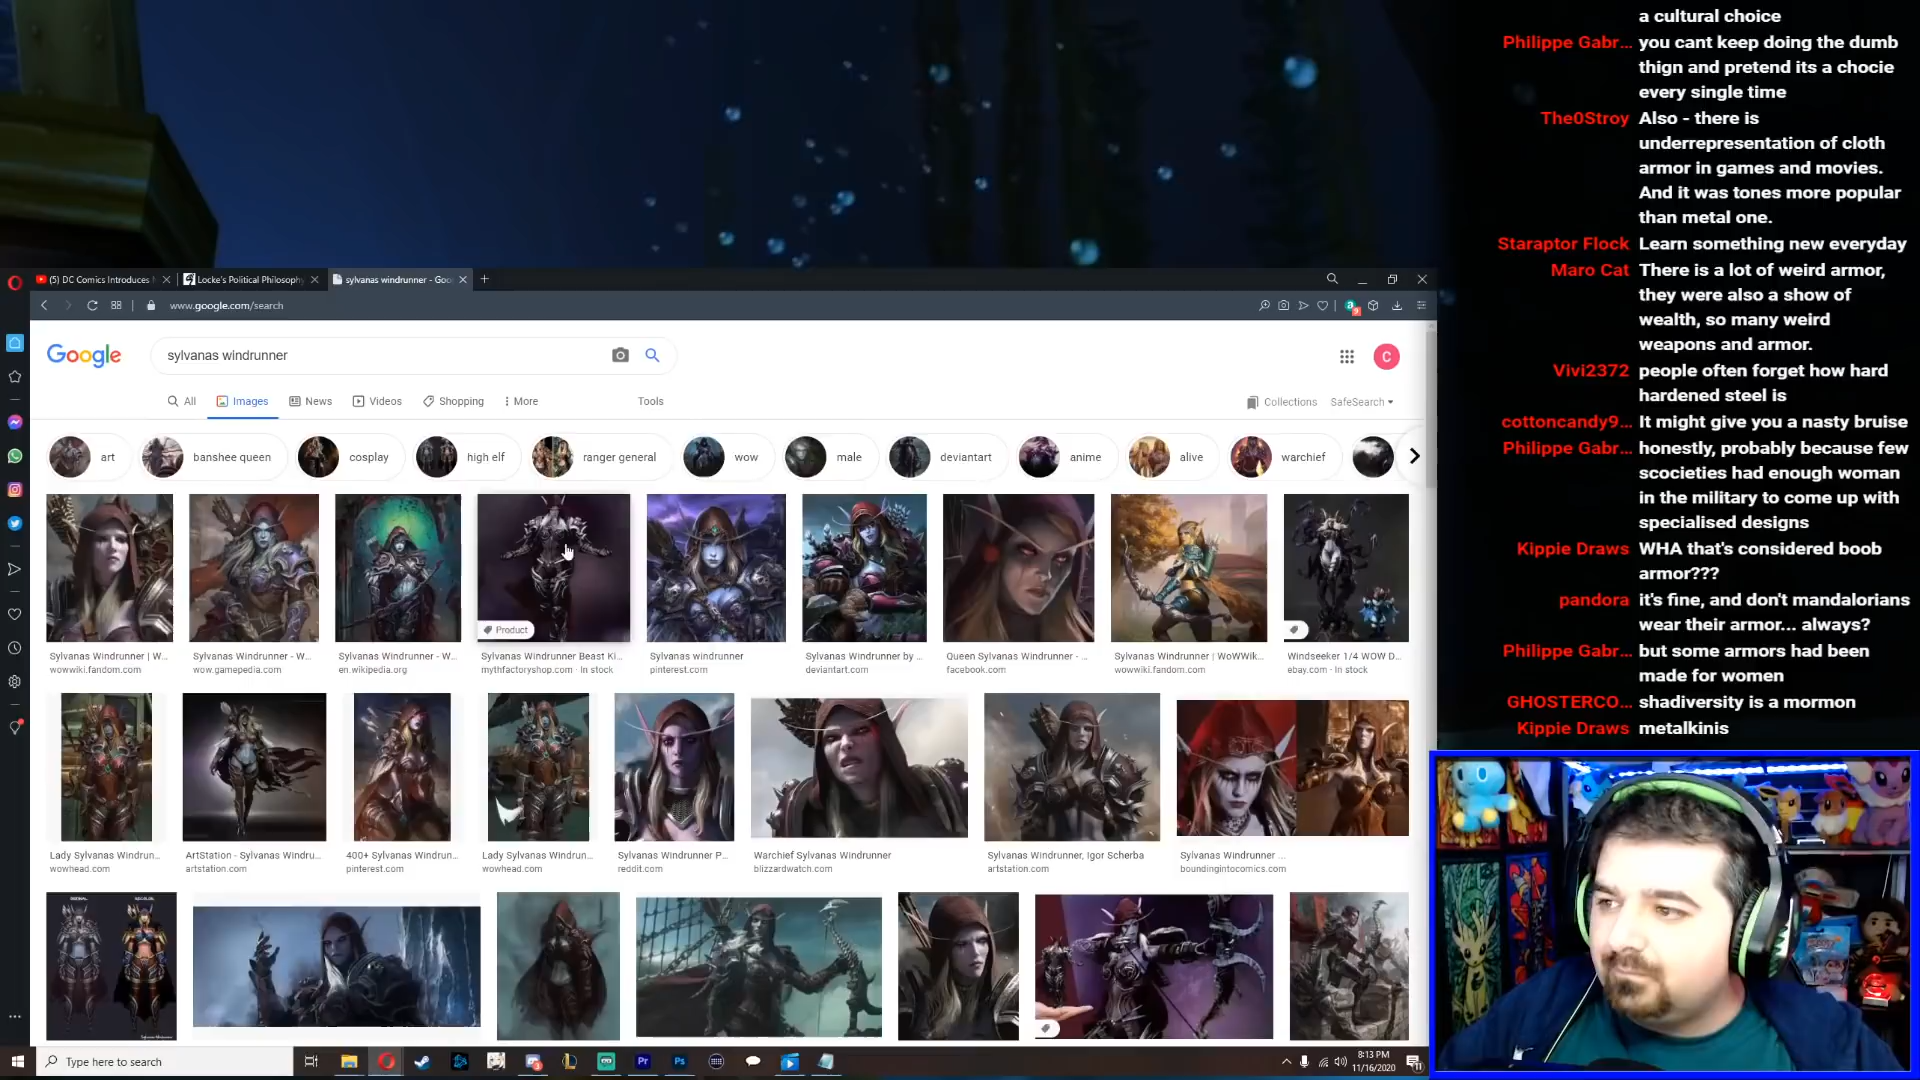 a cultural choice
Philippe Gabr... you cant keep doing the dumb
thign and pretend its a chocie
every single time
The0Stroy Also - there is
underrepresentation of cloth
armor in games and movies.
And it was tones more popular
than metal one.
Staraptor Flock Learn something new everyday
Maro Cat There is a lot of weird armor,
they were also a show of
wealth, so many weird
weapons and armor.
Vivi2372 people often forget how hard
hardened steel is
cottoncandy9... It might give you a nasty bruise
Philippe Gabr... honestly, probably because few
scocieties had enough woman
in the military to come up with
specialised designs
Kippie Draws WHA that's considered boob
armor???
pandora it's fine, and don't mandalorians
wear their armor... always?
Philippe Gabr... but some armors had been
made for women
GHOSTERCO... shadiversity is a mormon
Kippie Draws metalkinis
(5) DC Comics Introduces
Locke's Political Philosophy
sylvanas windrunner - Goo
www.google.com/search
Google
sylvanas windrunner
C
All Images News Videos Shopping More Tools
Collections SafeSearch
art banshee queen cosplay high elf ranger general wow male deviantart anime alive warchief
Product
Sylvanas Windrunner | W...
wowwiki.fandom.com
Sylvanas Windrunner - W...
wow.gamepedia.com
Sylvanas Windrunner - W...
en.wikipedia.org
Sylvanas Windrunner Beast Ki...
mythfactoryshop.com · In stock
Sylvanas windrunner
pinterest.com
Sylvanas Windrunner by ...
deviantart.com
Queen Sylvanas Windrunner - ...
facebook.com
Sylvanas Windrunner | WoWWik...
wowwiki.fandom.com
Windseeker 1/4 WOW D...
ebay.com · In stock
Lady Sylvanas Windrun...
wowhead.com
ArtStation - Sylvanas Windru...
artstation.com
400+ Sylvanas Windrun...
pinterest.com
Lady Sylvanas Windrun...
wowhead.com
Sylvanas Windrunner P...
reddit.com
Warchief Sylvanas Windrunner
blizzardwatch.com
Sylvanas Windrunner, Igor Scherba
artstation.com
Sylvanas Windrunner ...
boundingintocomics.com
Type here to search
8:13 PM
11/16/2020